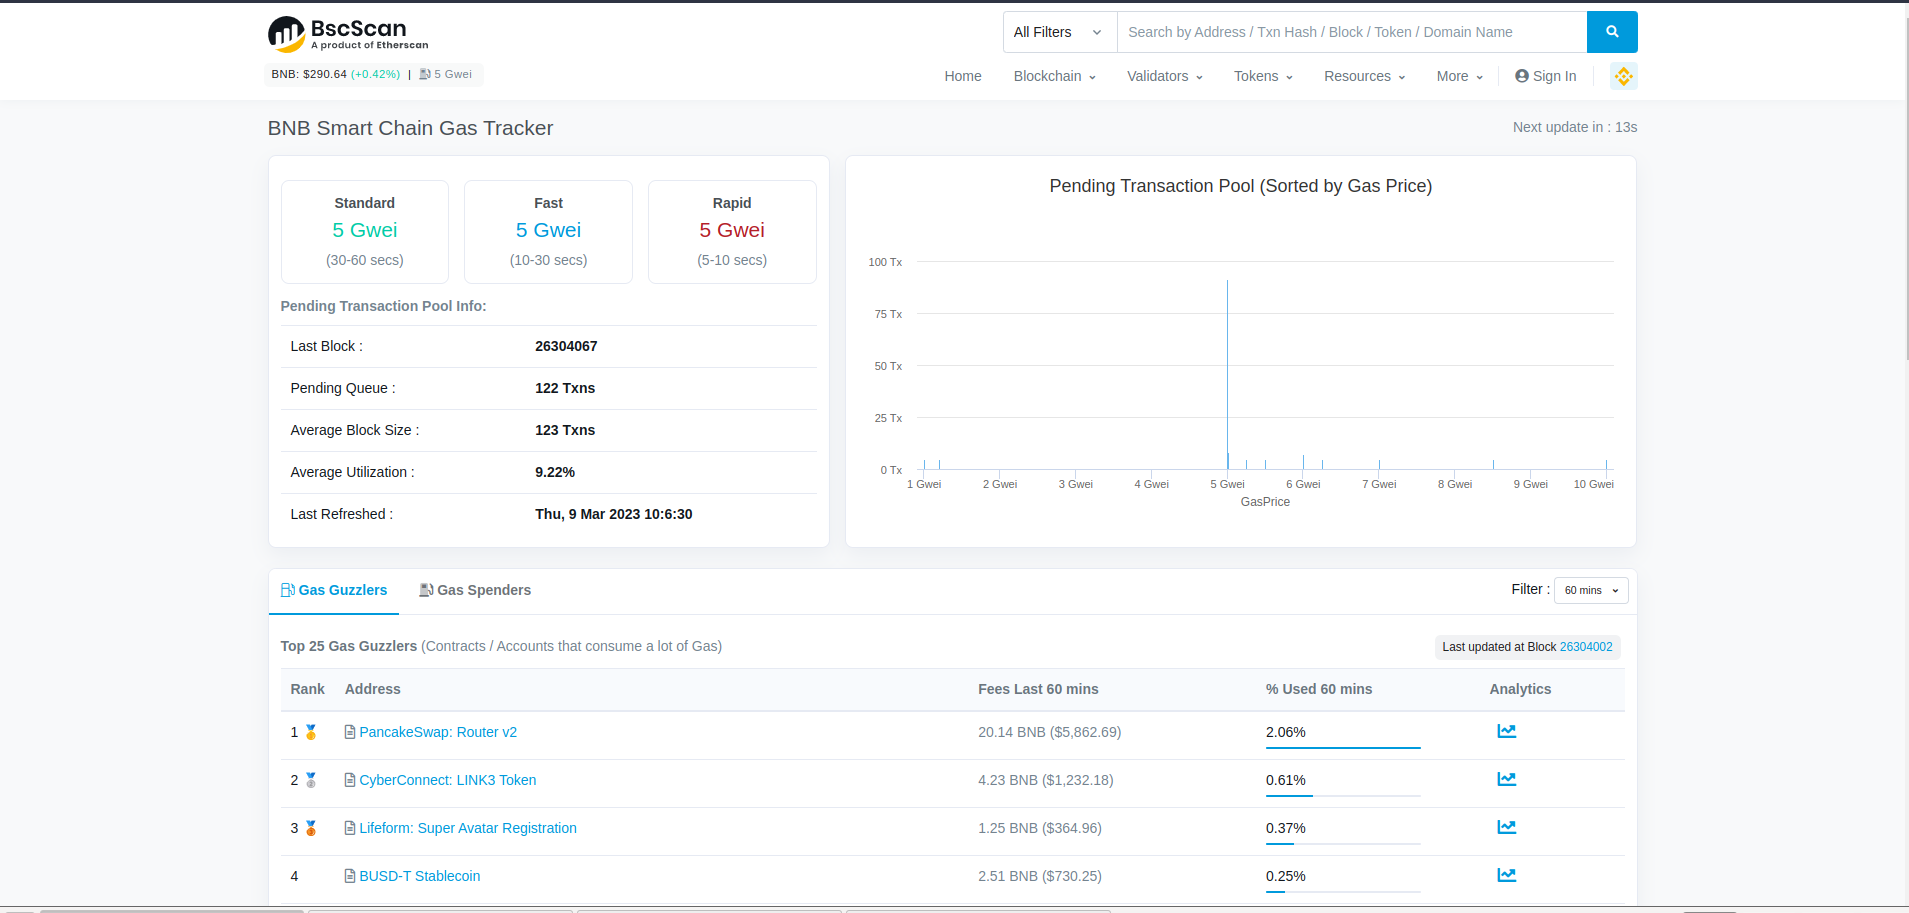 BscScan
A product of Etherscan
All Filters
Search by Address / Txn Hash / Block / Token / Domain Name
BNB: $290.64 (+0.42%) | 5 Gwei
Home Blockchain Validators Tokens Resources More Sign In
BNB Smart Chain Gas Tracker
Next update in : 13s
Standard
5 Gwei
(30-60 secs)
Fast
5 Gwei
(10-30 secs)
Rapid
5 Gwei
(5-10 secs)
Pending Transaction Pool Info:
Last Block : 26304067
Pending Queue : 122 Txns
Average Block Size : 123 Txns
Average Utilization : 9.22%
Last Refreshed : Thu, 9 Mar 2023 10:6:30
Pending Transaction Pool (Sorted by Gas Price)
100 Tx
75 Tx
50 Tx
25 Tx
0 Tx
1 Gwei 2 Gwei 3 Gwei 4 Gwei 5 Gwei 6 Gwei 7 Gwei 8 Gwei 9 Gwei 10 Gwei
GasPrice
Gas Guzzlers Gas Spenders
Filter : 60 mins
Top 25 Gas Guzzlers (Contracts / Accounts that consume a lot of Gas)
Last updated at Block 26304002
Rank Address Fees Last 60 mins % Used 60 mins Analytics
1 PancakeSwap: Router v2 20.14 BNB ($5,862.69) 2.06%
2 CyberConnect: LINK3 Token 4.23 BNB ($1,232.18) 0.61%
3 Lifeform: Super Avatar Registration 1.25 BNB ($364.96) 0.37%
4 BUSD-T Stablecoin 2.51 BNB ($730.25) 0.25%